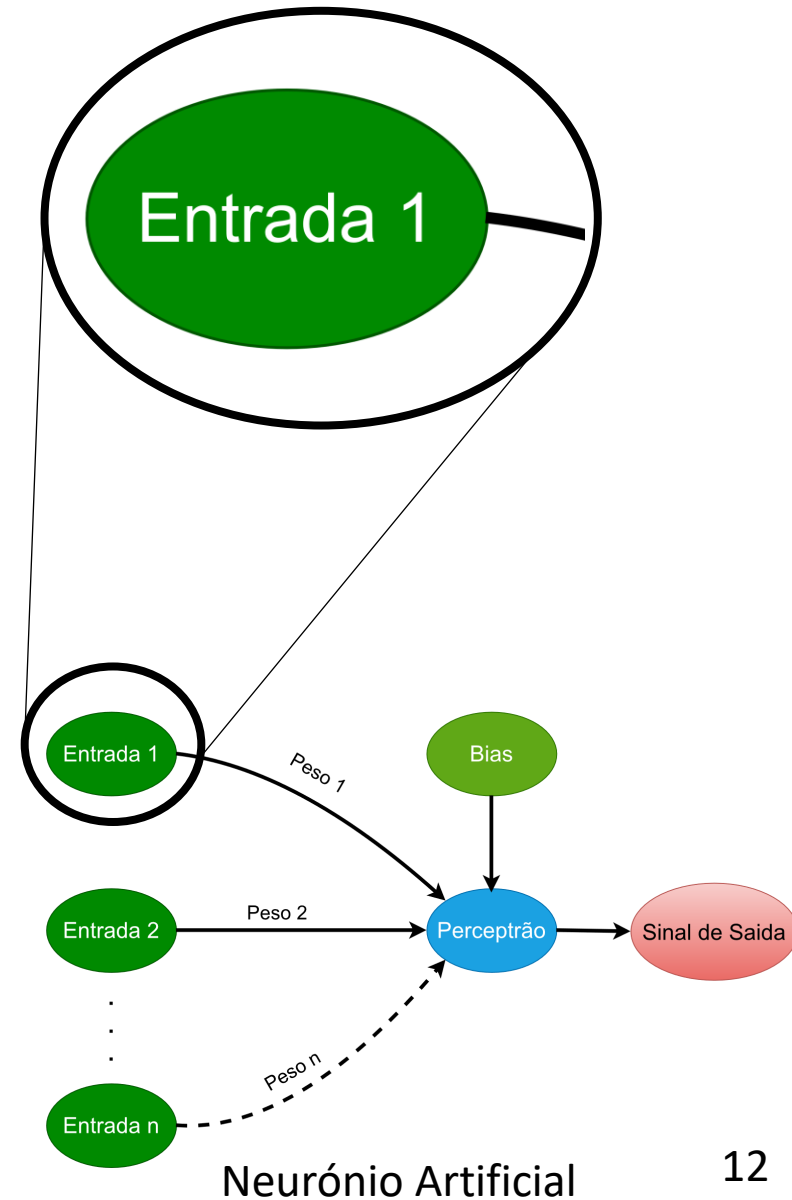 Entrada 1
Entrada 1
Peso 1
Bias
Entrada 2
Peso 2
Perceptrão
Sinal de Saida
.
.
.
Peso n
Entrada n
Neurónio Artificial
12